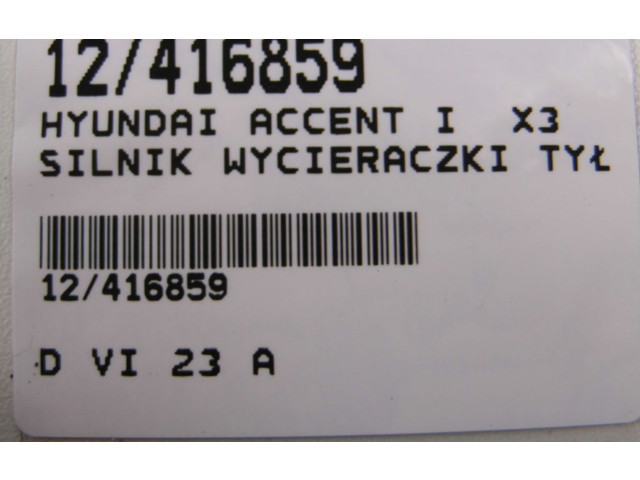 12/416859
HYUNDAI ACCENT I X3
SILNIK WYCIERACZKI TYŁ
12/416859
D VI 23 A